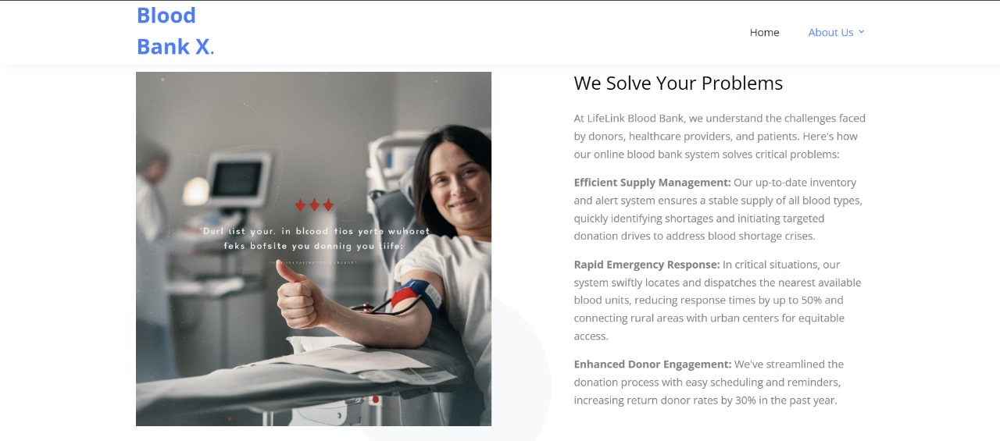 Blood
Bank X.
Home
About Us
"Durl list your. in blcood tios yerte wuhoret
feks bofsite you donniıg you liife:
We Solve Your Problems
At LifeLink Blood Bank, we understand the challenges faced
by donors, healthcare providers, and patients. Here's how
our online blood bank system solves critical problems:
Efficient Supply Management: Our up-to-date inventory
and alert system ensures a stable supply of all blood types,
quickly identifying shortages and initiating targeted
donation drives to address blood shortage crises.
Rapid Emergency Response: In critical situations, our
system swiftly locates and dispatches the nearest available
blood units, reducing response times by up to 50% and
connecting rural areas with urban centers for equitable
access.
Enhanced Donor Engagement: We've streamlined the
donation process with easy scheduling and reminders,
increasing return donor rates by 30% in the past year.